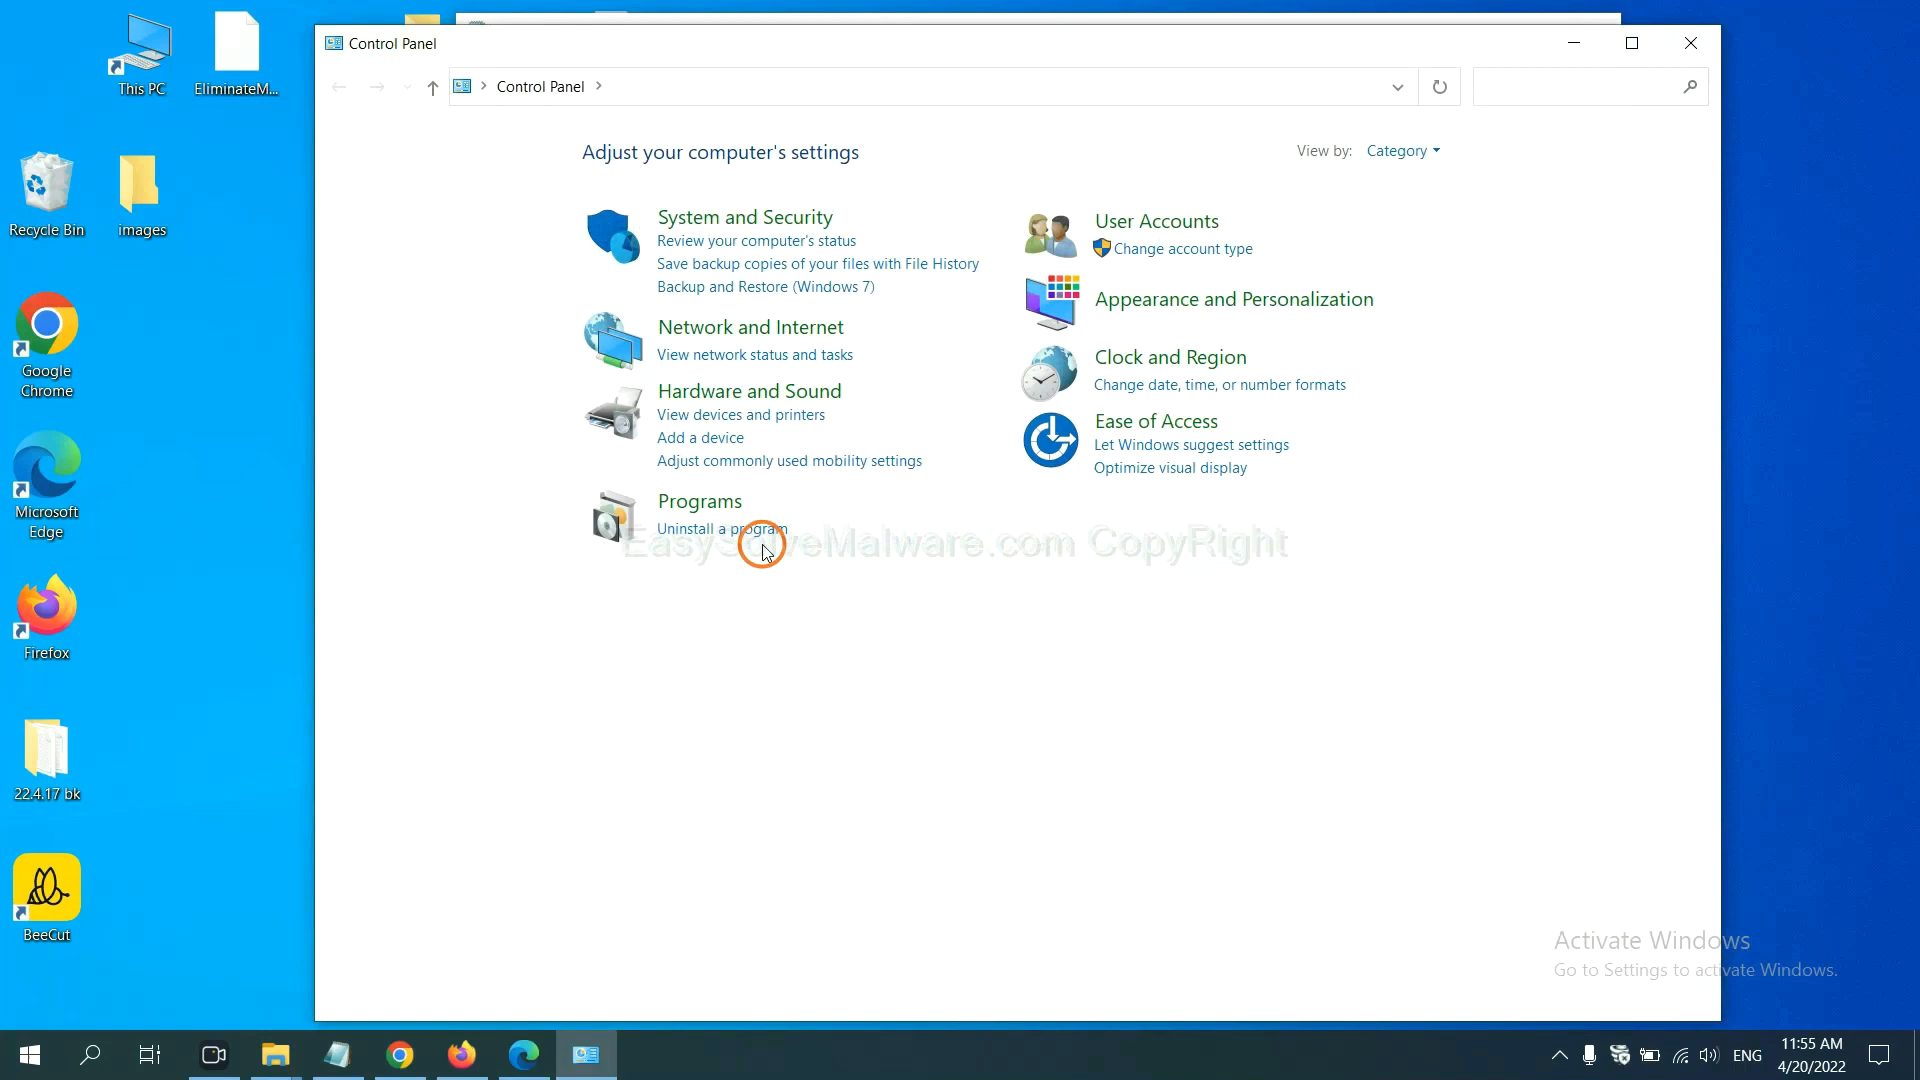 This PC
EliminateM...
Recycle Bin
images
Google
Chrome
Microsoft
Edge
Firefox
22.4.17 bk
BeeCut
Control Panel
Control Panel
Adjust your computer's settings
View by: Category
System and Security
Review your computer's status
Save backup copies of your files with File History
Backup and Restore (Windows 7)
Network and Internet
View network status and tasks
Hardware and Sound
View devices and printers
Add a device
Adjust commonly used mobility settings
Programs
Uninstall a program
User Accounts
Change account type
Appearance and Personalization
Clock and Region
Change date, time, or number formats
Ease of Access
Let Windows suggest settings
Optimize visual display
EasySolveMalware.com CopyRight
Activate Windows
Go to Settings to activate Windows.
ENG
11:55 AM
4/20/2022